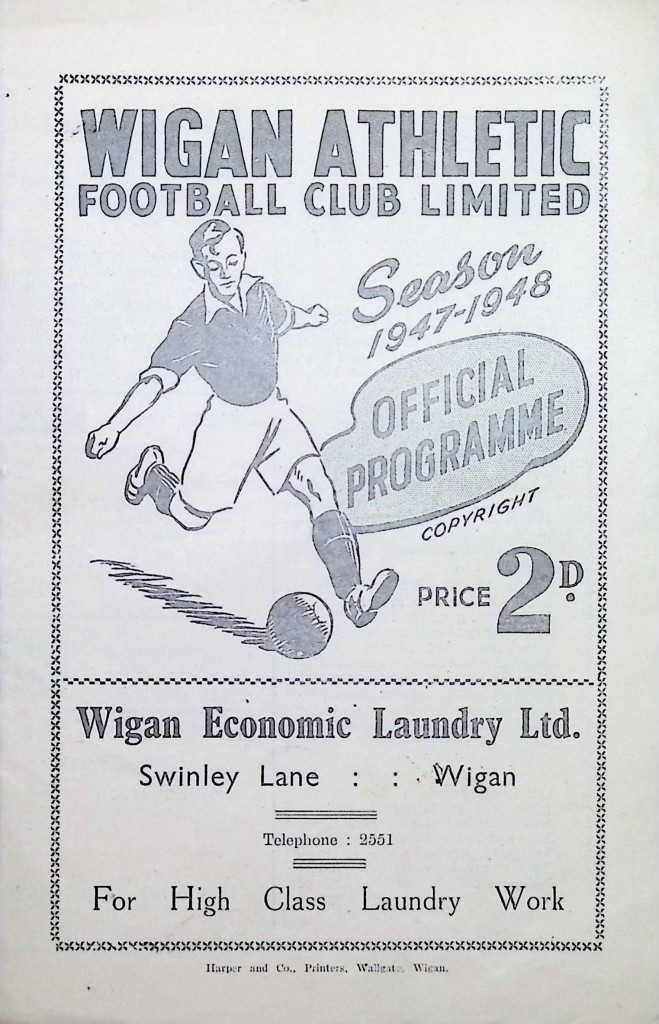 WIGAN ATHLETIC
FOOTBALL CLUB LIMITED
Season
1947-1948
OFFICIAL
PROGRAMME
COPYRIGHT
PRICE 2D.
Wigan Economic Laundry Ltd.
Swinley Lane : : Wigan
Telephone : 2551
For High Class Laundry Work
Harper and Co., Printers, Wallgate, Wigan.